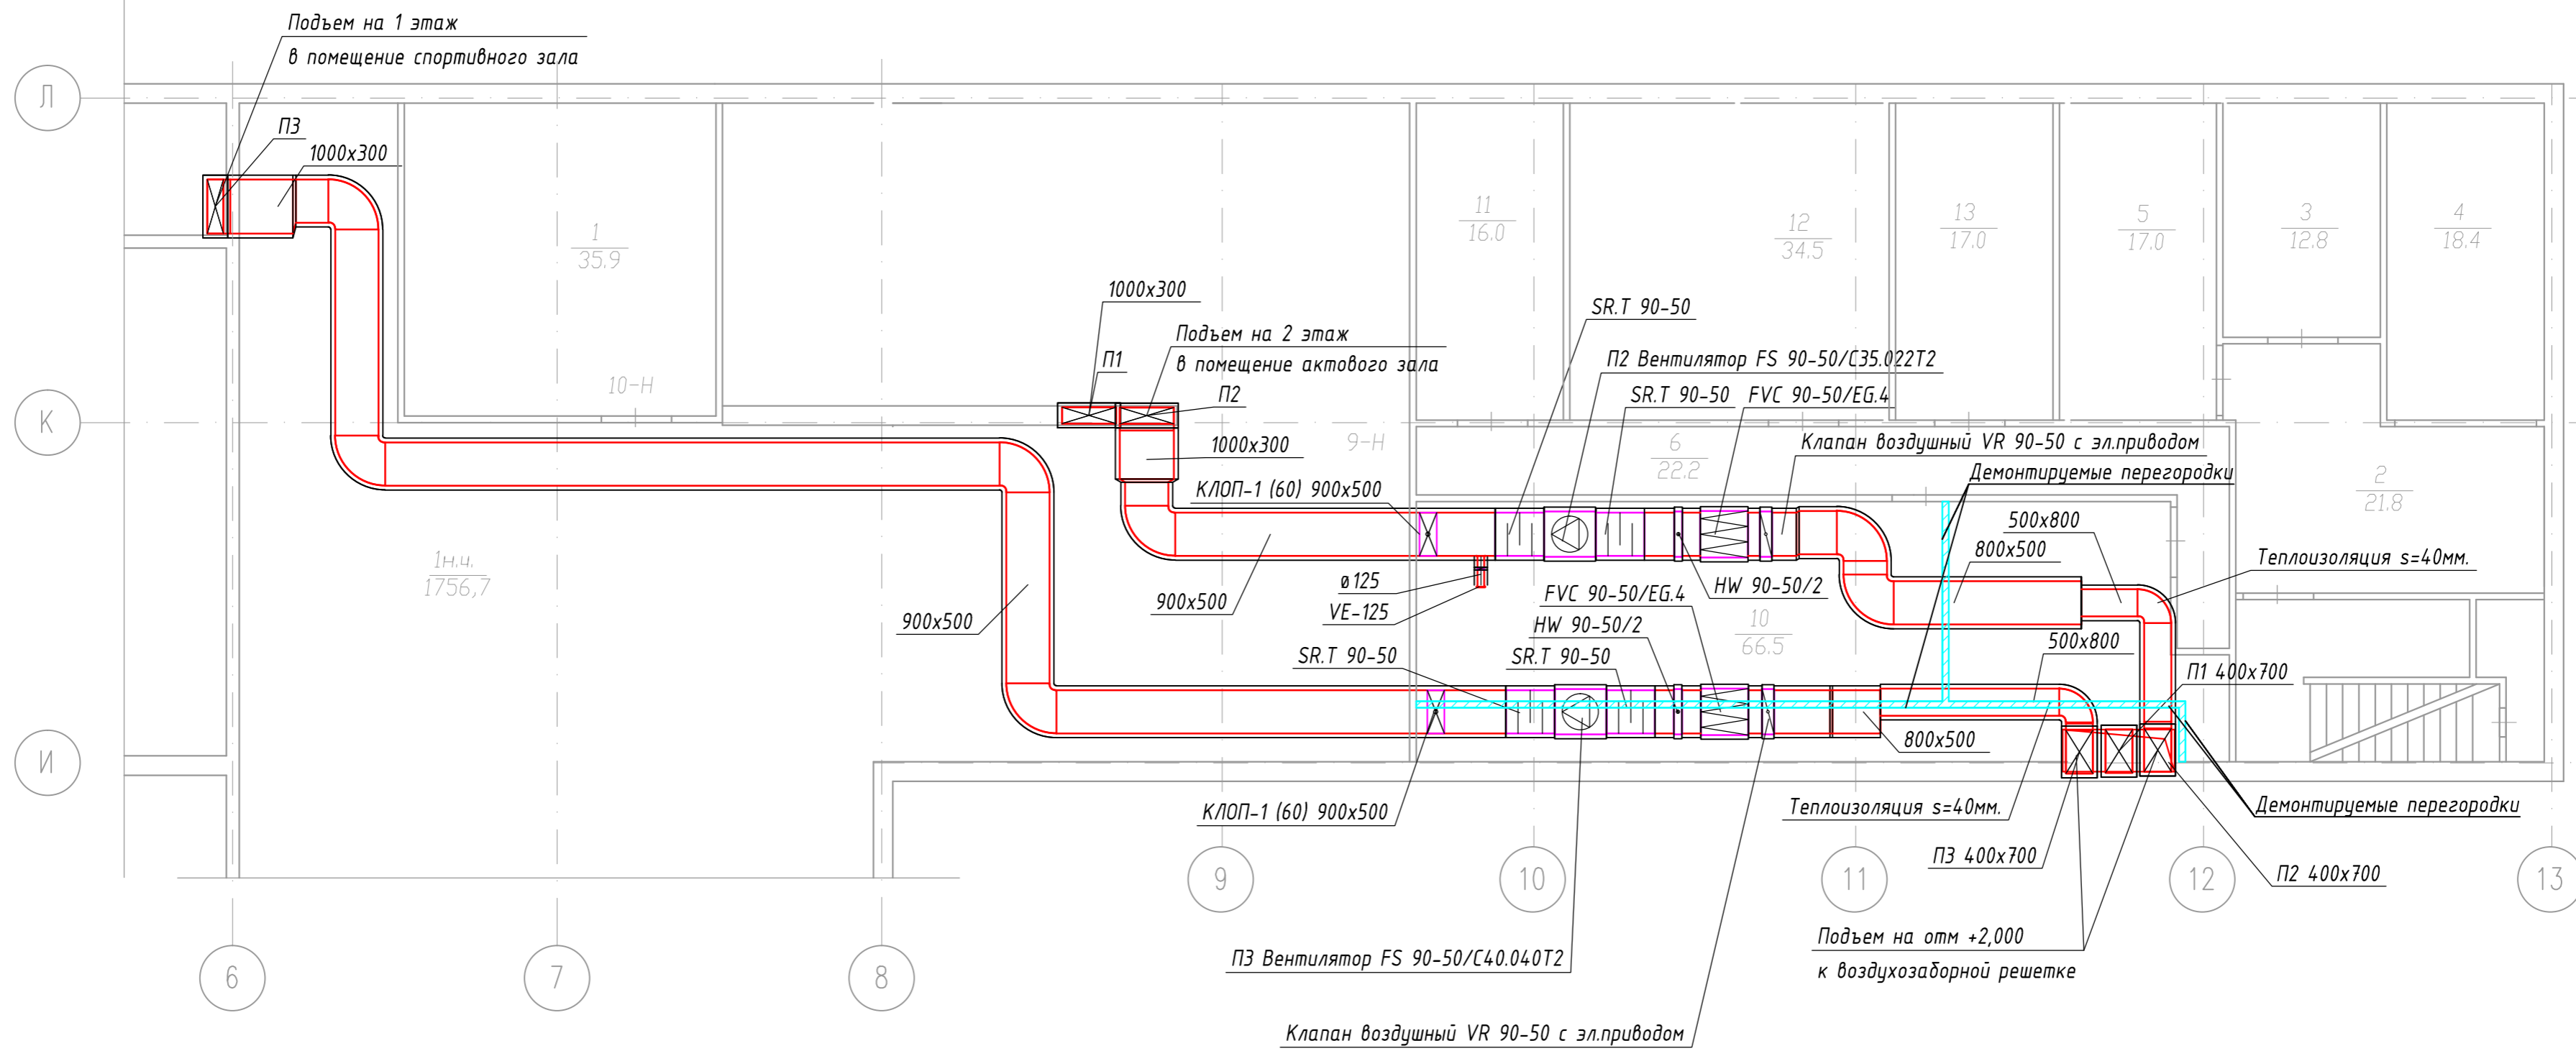 Подъем на 1 этаж
в помещение спортивного зала
Л
П3
1000х300
11
16.0
12
34.5
13
17.0
5
17.0
3
12.8
4
18.4
1
35.9
1000х300
SR.T 90-50
Подъем на 2 этаж
в помещение актового зала
П1
П2 Вентилятор FS 90-50/C35.022T2
10-Н
П2
SR.T 90-50
FVC 90-50/EG.4
К
9-Н
1000х300
6
22.2
Клапан воздушный VR 90-50 с эл.приводом
Демонтируемые перегородки
КЛОП-1 (60) 900х500
2
21.8
500х800
800х500
Теплоизоляция s=40мм.
1н.ч.
1756,7
ø125
VE-125
900х500
FVC 90-50/EG.4
HW 90-50/2
900х500
HW 90-50/2
10
66.5
SR.T 90-50
SR.T 90-50
500х800
П1 400х700
И
800х500
КЛОП-1 (60) 900х500
Теплоизоляция s=40мм.
Демонтируемые перегородки
П3 400х700
П2 400х700
9
10
11
12
13
Подъем на отм +2,000
к воздухозаборной решетке
П3 Вентилятор FS 90-50/C40.040T2
6
7
8
Клапан воздушный VR 90-50 с эл.приводом